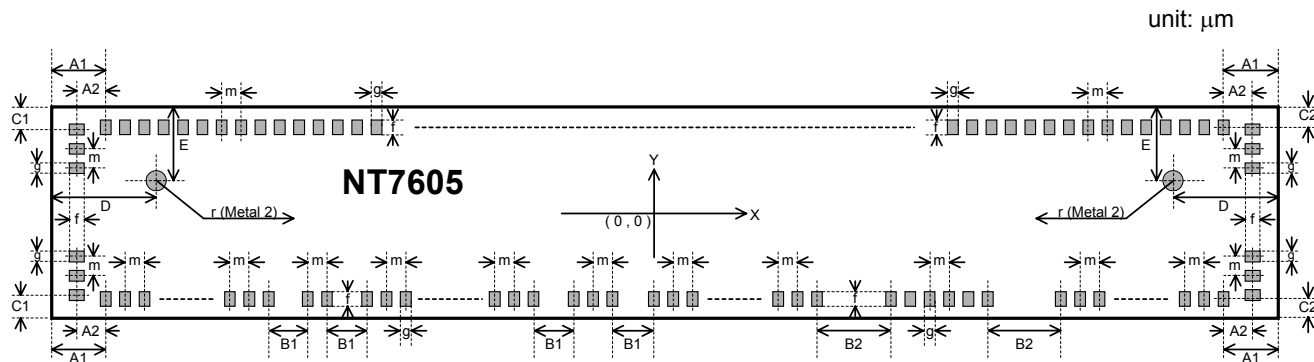 unit: μm
A1 A1
A2 m g g m A2
C1 C2
f f
E E
m m
g g
NT7605
Y
D D
r (Metal 2) X r (Metal 2)
f (0,0) f
g g
m m m m m m m m m m m m m
f f
C1 C2
A2 g g A2
B1 B1 B1 B1 B2 B2
A1 A1